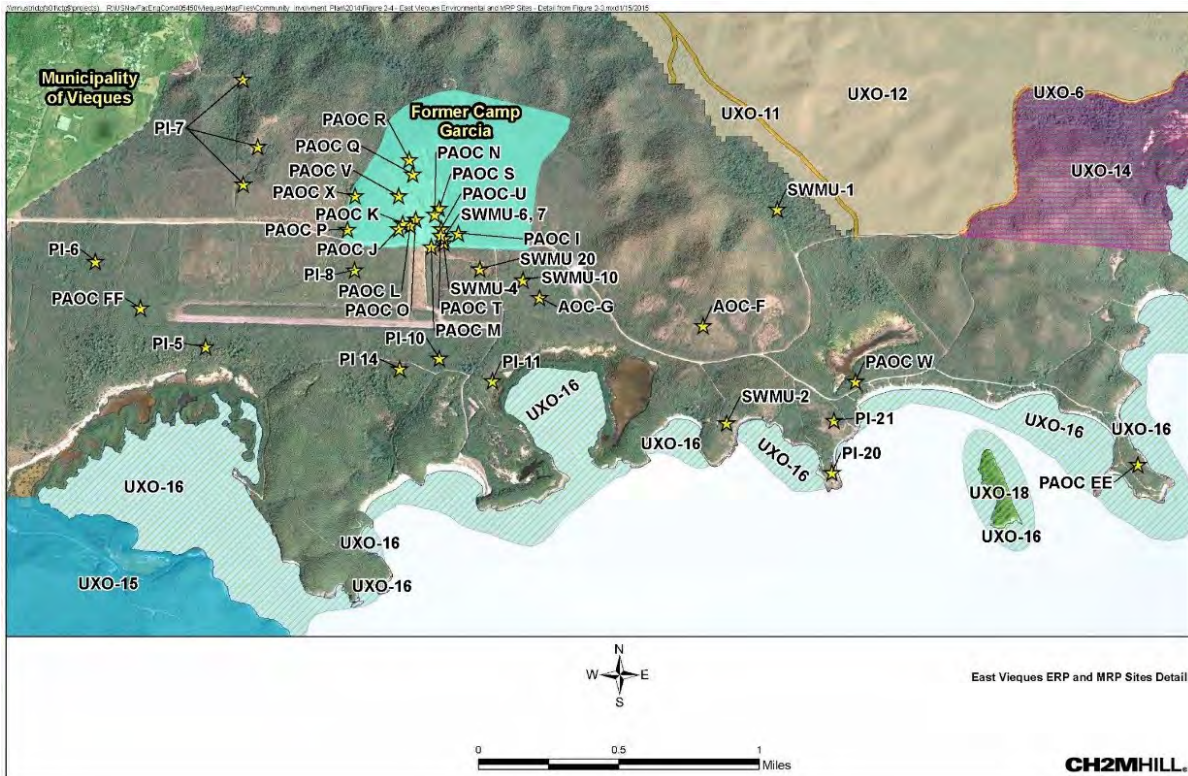 Municipality
of Vieques
PI-7
Former Camp
Garcia
PAOC R
PAOC Q
PAOC V
PAOC X
PAOC K
PAOC P
PAOC J
PI-8
PAOC L
PAOC O
PAOC N
PAOC S
PAOC-U
SWMU-6, 7
PAOC I
SWMU 20
SWMU-10
SWMU-4
AOC-G
PAOC T
PAOC M
PI-10
PI-6
PAOC FF
PI-5
PI 14
PI-11
UXO-11
UXO-12
UXO-6
UXO-14
SWMU-1
AOC-F
PAOC W
SWMU-2
PI-21
PI-20
UXO-16
UXO-16
UXO-16
UXO-16
UXO-16
UXO-16
UXO-16
UXO-16
PAOC EE
UXO-18
UXO-16
UXO-15
N
W E
S
East Vieques ERP and MRP Sites Detail
0 0.5 1
Miles
CH2MHILL